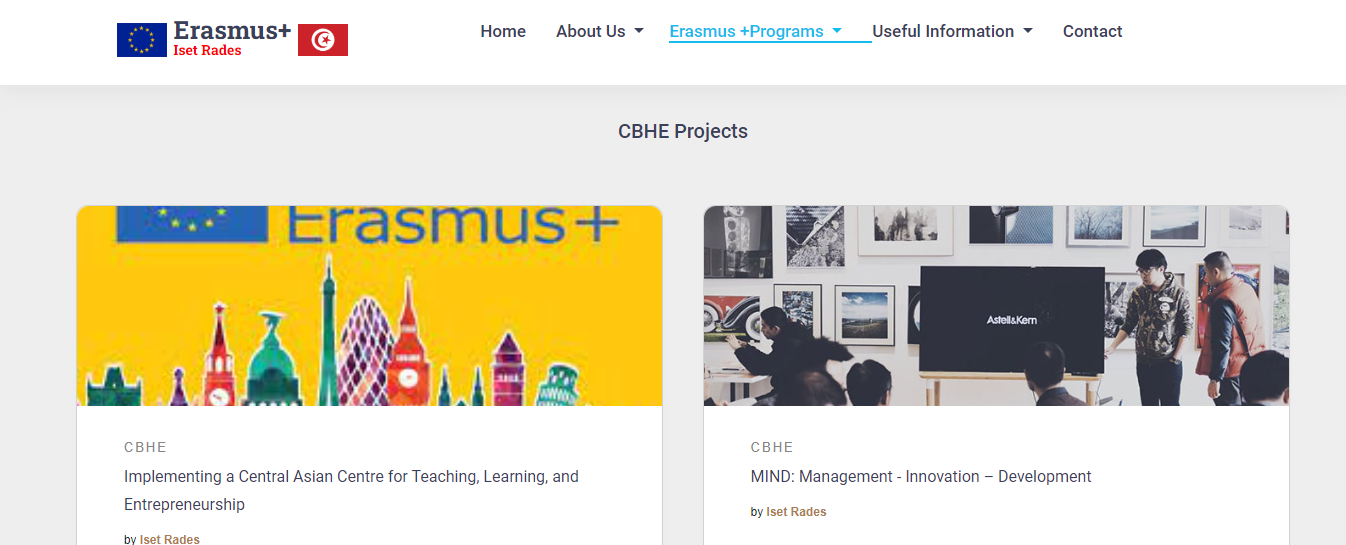 Erasmus+
Iset Rades
Home
About Us
Erasmus +Programs
Useful Information
Contact
CBHE Projects
Erasmus+
Astell&Kern
CBHE
Implementing a Central Asian Centre for Teaching, Learning, and
Entrepreneurship
by Iset Rades
CBHE
MIND: Management - Innovation – Development
by Iset Rades